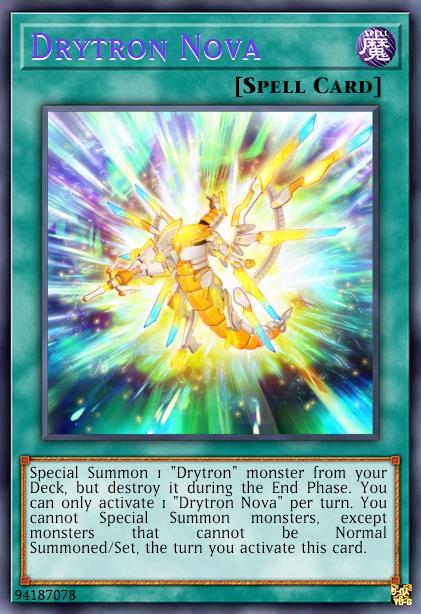 Drytron Nova
SPELL
魔
[Spell Card]
Special Summon 1 "Drytron" monster from your
Deck, but destroy it during the End Phase. You
can only activate 1 "Drytron Nova" per turn. You
cannot Special Summon monsters, except
monsters that cannot be Normal
Summoned/Set, the turn you activate this card.
94187078